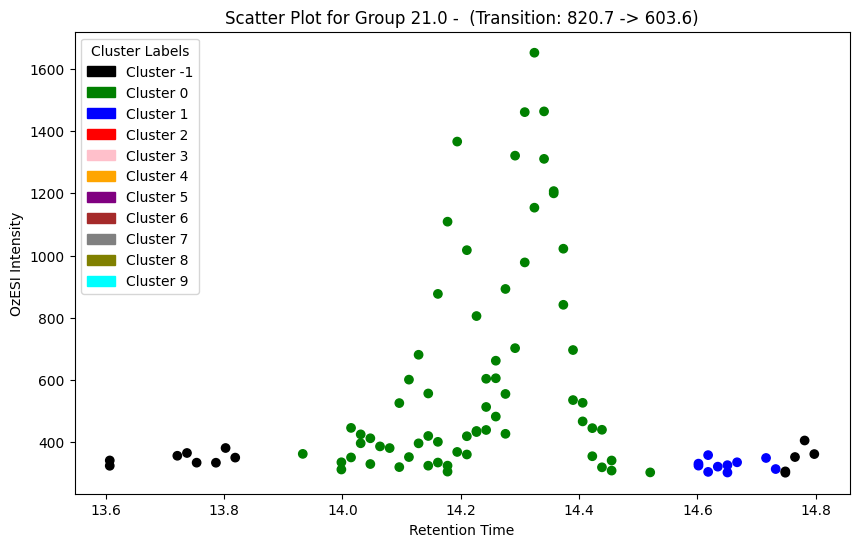 Scatter Plot for Group 21.0 -  (Transition: 820.7 -> 603.6)
Cluster Labels
Cluster -1
Cluster 0
Cluster 1
Cluster 2
Cluster 3
Cluster 4
Cluster 5
Cluster 6
Cluster 7
Cluster 8
Cluster 9
OzESI Intensity
1600
1400
1200
1000
800
600
400
13.6 13.8 14.0 14.2 14.4 14.6 14.8
Retention Time